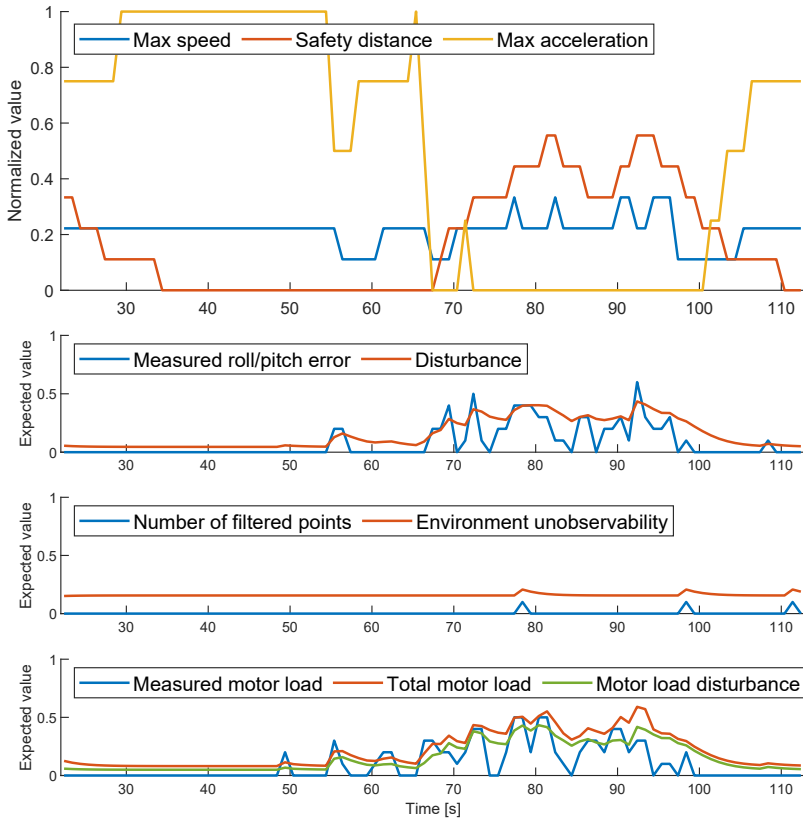 Normalized value
1
0.8
0.6
0.4
0.2
0
Max speed Safety distance Max acceleration
30 40 50 60 70 80 90 100 110
Expected value
1
0.5
0
Measured roll/pitch error Disturbance
30 40 50 60 70 80 90 100 110
Expected value
1
0.5
0
Number of filtered points Environment unobservability
30 40 50 60 70 80 90 100 110
Expected value
1
0.5
0
Measured motor load Total motor load Motor load disturbance
30 40 50 60 70 80 90 100 110
Time [s]